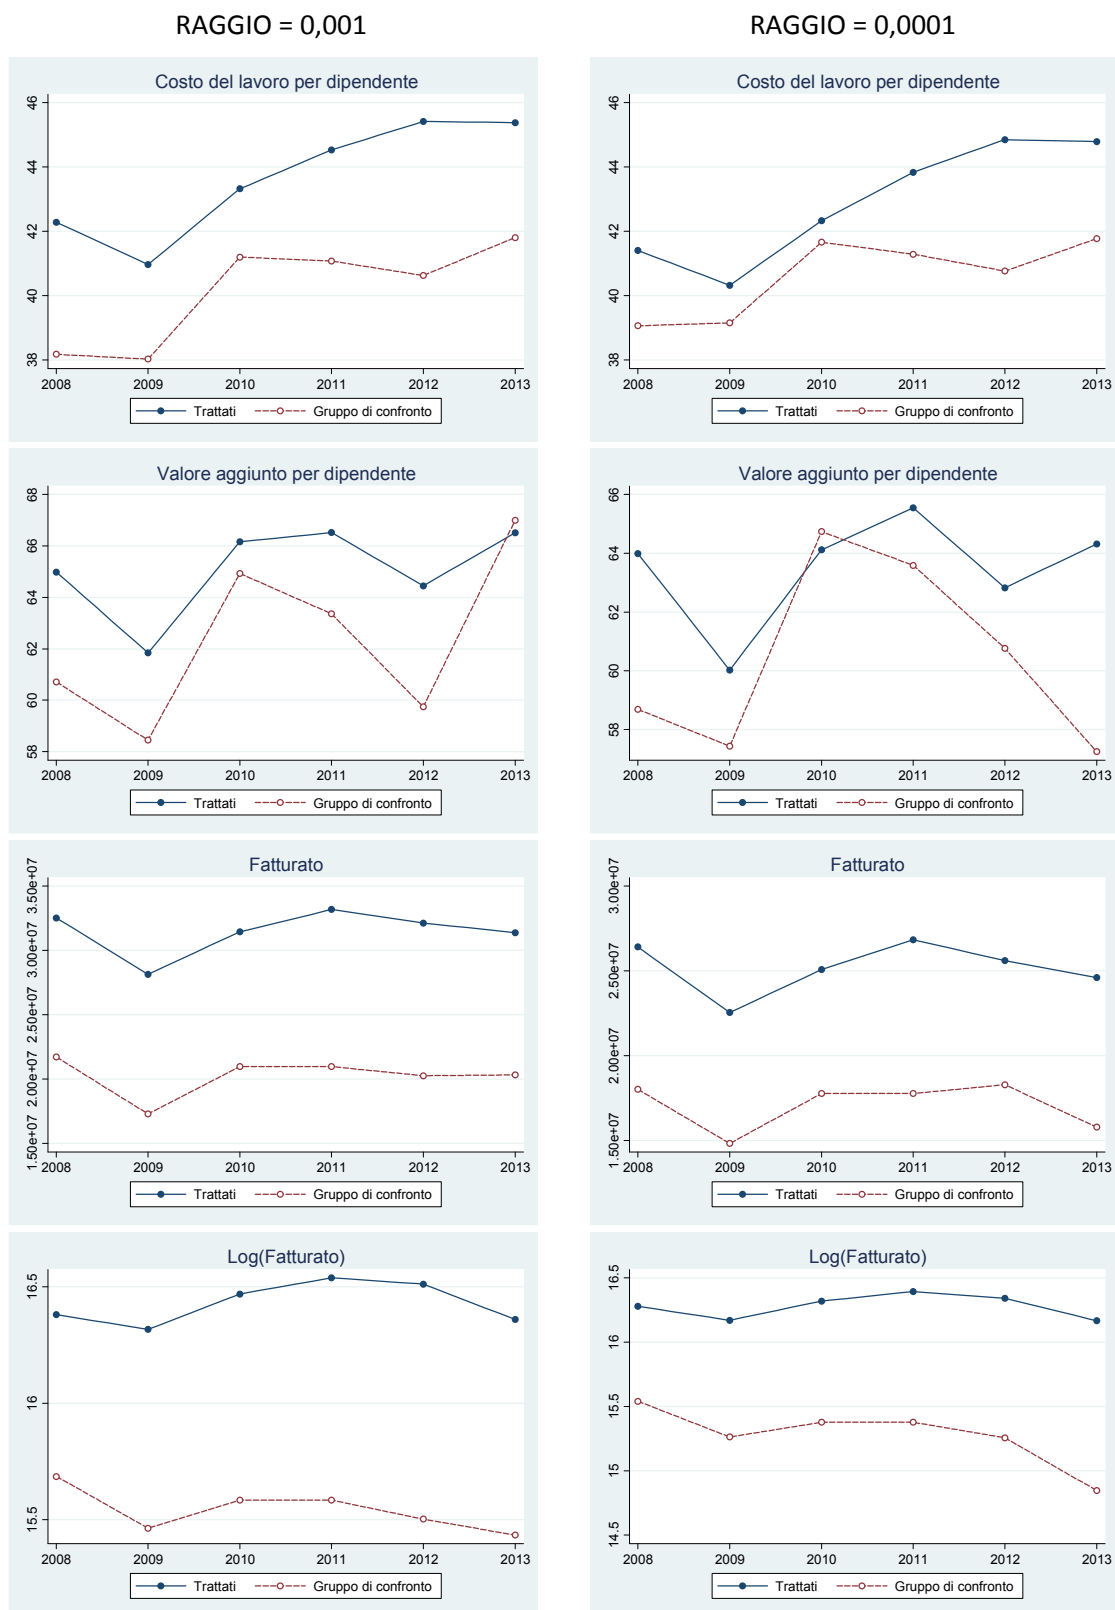 RAGGIO = 0,001
RAGGIO = 0,0001
Costo del lavoro per dipendente
46
44
42
40
38
2008 2009 2010 2011 2012 2013
Trattati Gruppo di confronto
Costo del lavoro per dipendente
46
44
42
40
38
2008 2009 2010 2011 2012 2013
Trattati Gruppo di confronto
Valore aggiunto per dipendente
68
66
64
62
60
58
2008 2009 2010 2011 2012 2013
Trattati Gruppo di confronto
Valore aggiunto per dipendente
66
64
62
60
58
2008 2009 2010 2011 2012 2013
Trattati Gruppo di confronto
Fatturato
3.50e+07
3.00e+07
2.50e+07
2.00e+07
1.50e+07
2008 2009 2010 2011 2012 2013
Trattati Gruppo di confronto
Fatturato
3.00e+07
2.50e+07
2.00e+07
1.50e+07
2008 2009 2010 2011 2012 2013
Trattati Gruppo di confronto
Log(Fatturato)
16.5
16
15.5
2008 2009 2010 2011 2012 2013
Trattati Gruppo di confronto
Log(Fatturato)
16.5
16
15.5
15
14.5
2008 2009 2010 2011 2012 2013
Trattati Gruppo di confronto